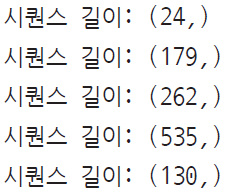 시퀀스 길이: (24,)
시퀀스 길이: (179,)
시퀀스 길이: (262,)
시퀀스 길이: (535,)
시퀀스 길이: (130,)